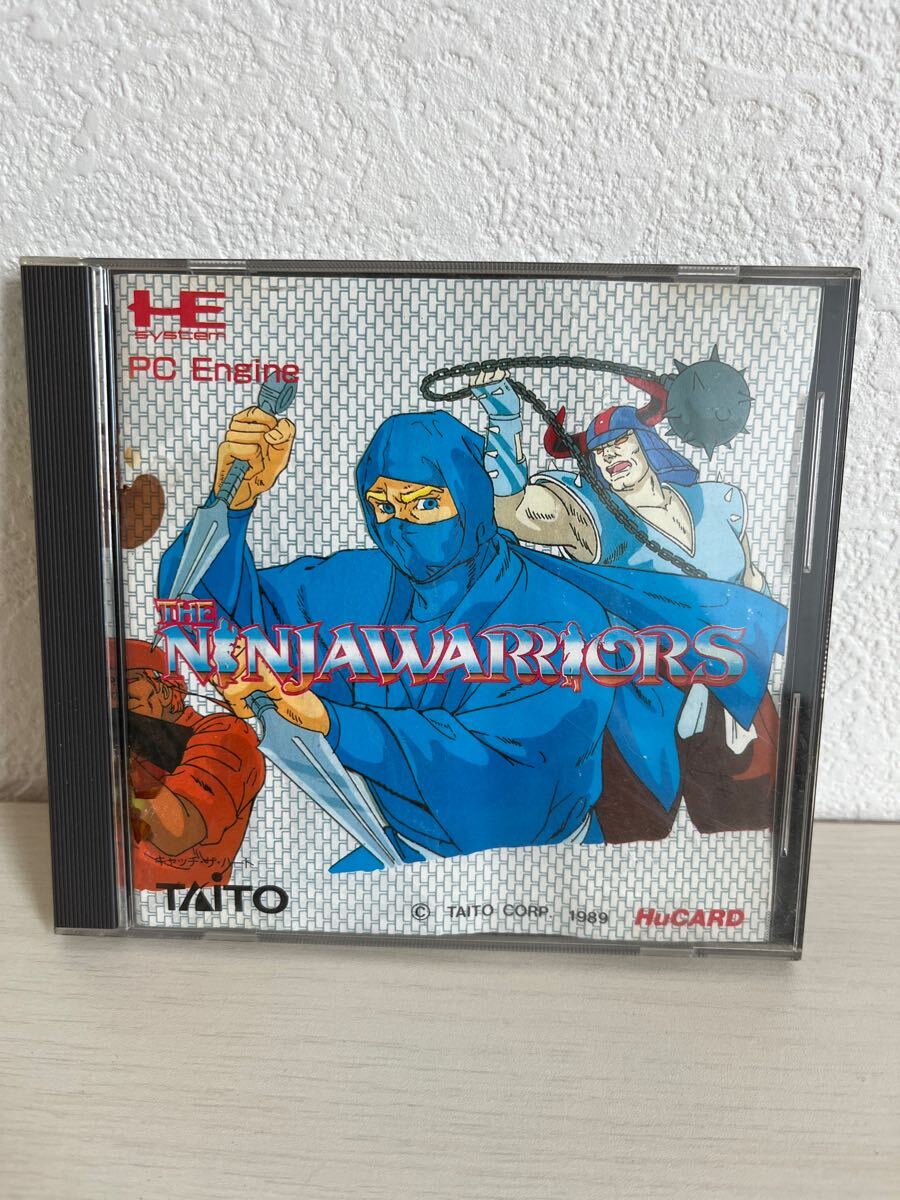 HE
system
PC Engine
THE
NINJAWARRIORS
キャッチ・ザ・ハート
TAITO
© TAITO CORP. 1989
HuCARD